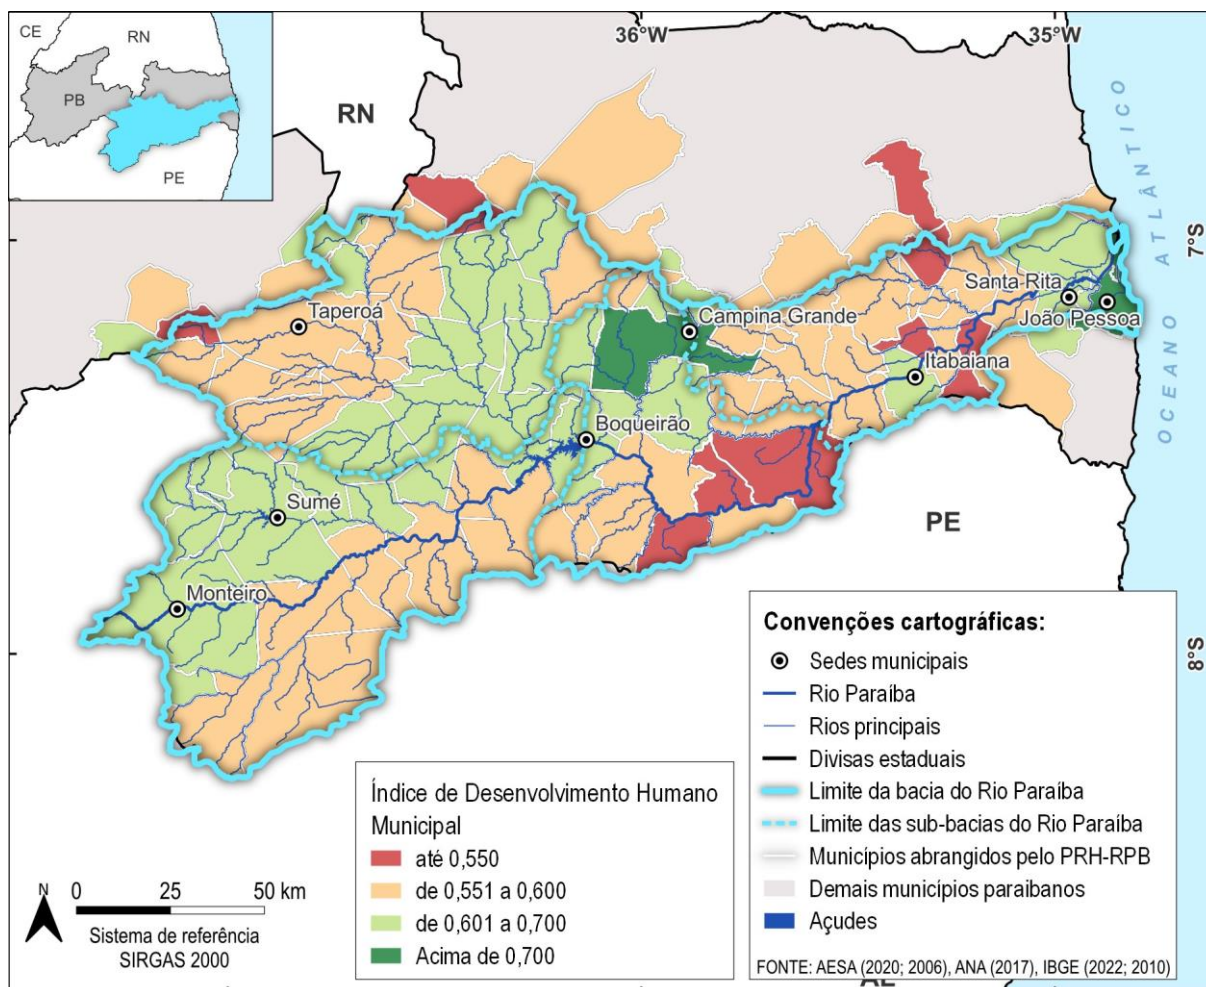 CE
RN
PB
PE
36°W
35°W
RN
7°S
OCEANO ATLÂNTICO
Santa Rita
João Pessoa
Taperoá
Campina Grande
Itabaiana
Boqueirão
Sumé
PE
Monteiro
8°S
Convenções cartográficas:
Sedes municipais
Rio Paraíba
Rios principais
Divisas estaduais
Limite da bacia do Rio Paraíba
Limite das sub-bacias do Rio Paraíba
Municípios abrangidos pelo PRH-RPB
Demais municípios paraibanos
Açudes
FONTE: AESA (2020; 2006), ANA (2017), IBGE (2022; 2010)
Índice de Desenvolvimento Humano
Municipal
até 0,550
de 0,551 a 0,600
de 0,601 a 0,700
Acima de 0,700
N
0 25 50 km
Sistema de referência
SIRGAS 2000